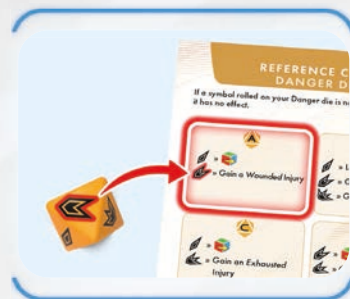 REFERENCE C
DANGER D
If a symbol rolled on your Danger die is n
it has no effect.
A
=
= Gain a Wounded Injury
= L
= G
= G
C
=
= Gain an Exhausted
Injury
=
=